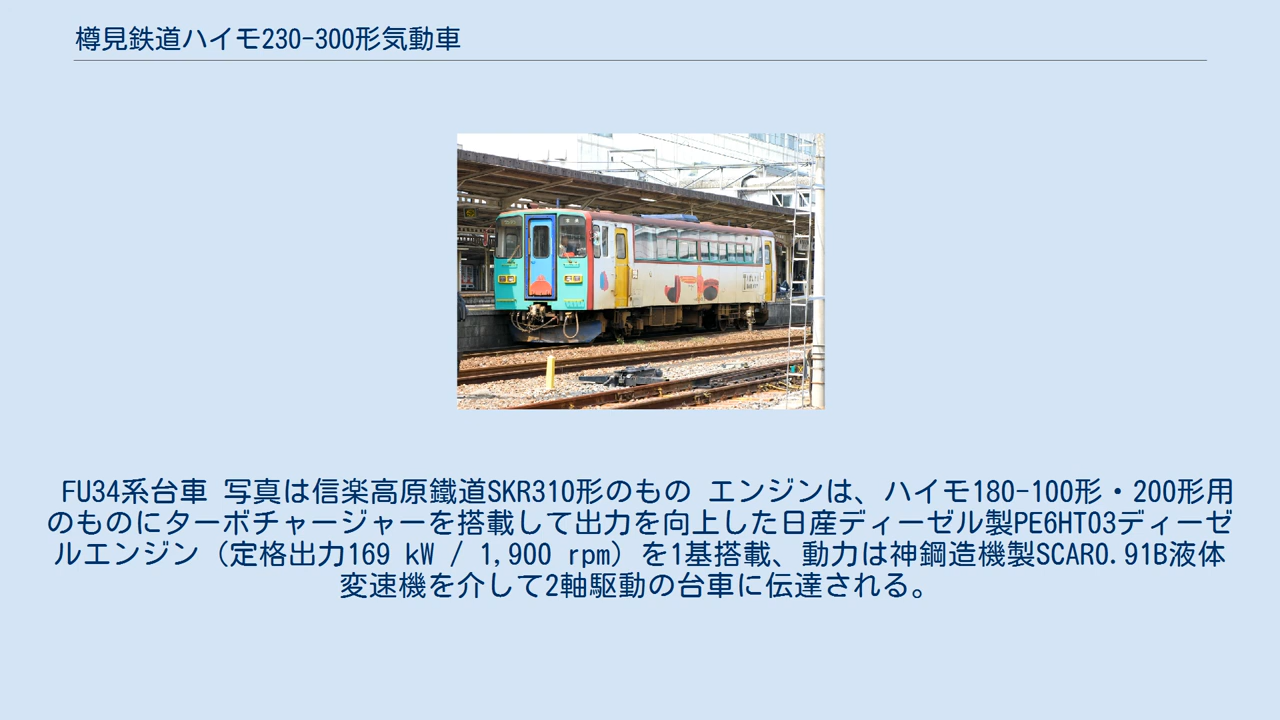 樽見鉄道ハイモ230-300形気動車
FU34系台車 写真は信楽高原鐵道SKR310形のもの エンジンは、ハイモ180-100形・200形用
のものにターボチャージャーを搭載して出力を向上した日産ディーゼル製PE6HT03ディーゼ
ルエンジン（定格出力169 kW / 1,900 rpm）を1基搭載、動力は神鋼造機製SCAR0.91B液体
変速機を介して2軸駆動の台車に伝達される。